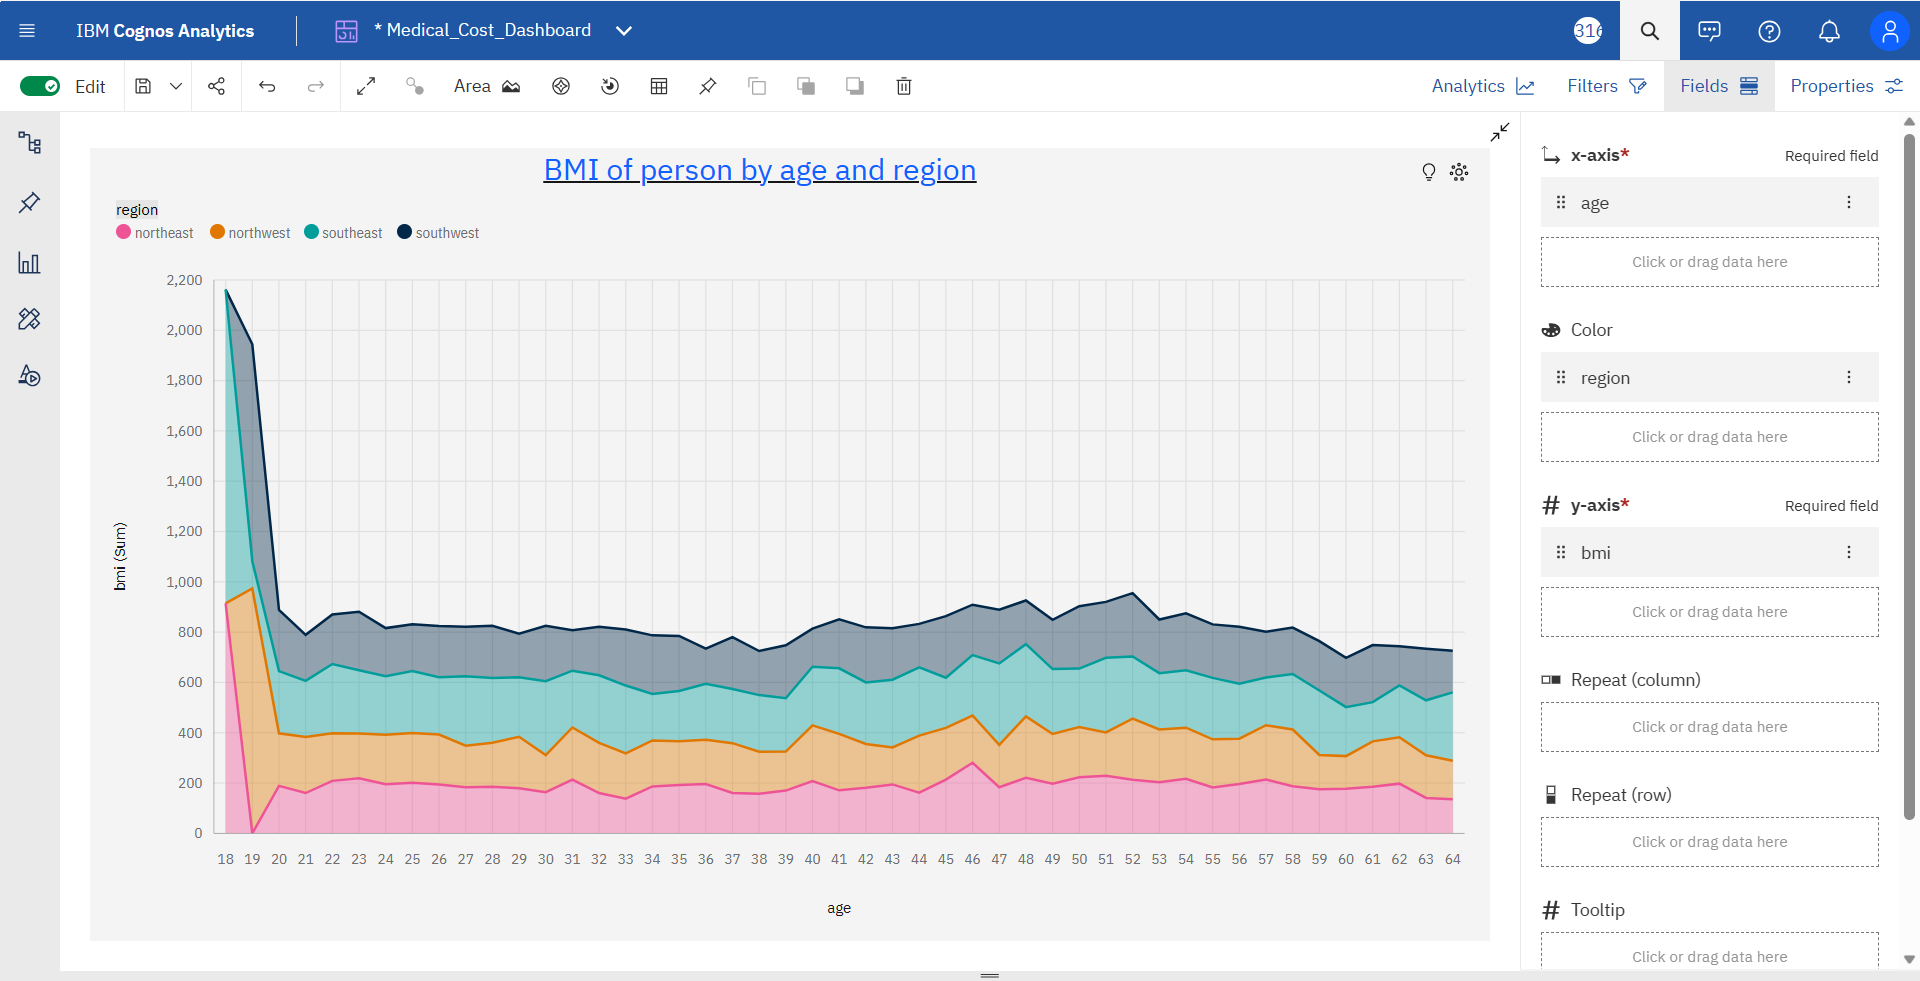 IBM Cognos Analytics
* Medical_Cost_Dashboard
316
Edit
Area
Analytics
Filters
Fields
Properties
BMI of person by age and region
region
northeast northwest southeast southwest
2,200
2,000
1,800
1,600
1,400
1,200
1,000
800
600
400
200
0
bmi (Sum)
18 19 20 21 22 23 24 25 26 27 28 29 30 31 32 33 34 35 36 37 38 39 40 41 42 43 44 45 46 47 48 49 50 51 52 53 54 55 56 57 58 59 60 61 62 63 64
age
x-axis* Required field
age
Click or drag data here
Color
region
Click or drag data here
y-axis* Required field
bmi
Click or drag data here
Repeat (column)
Click or drag data here
Repeat (row)
Click or drag data here
Tooltip
Click or drag data here